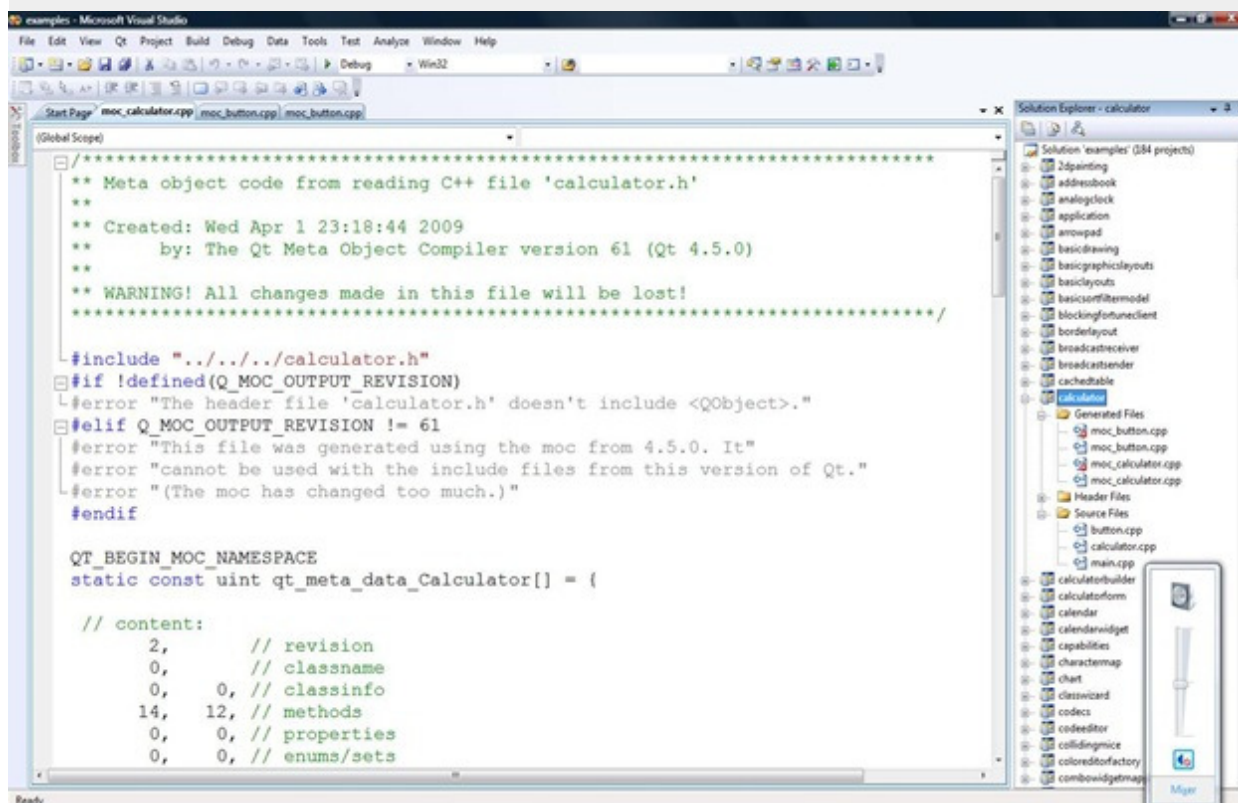 examples - Microsoft Visual Studio
File Edit View Qt Project Build Debug Data Tools Test Analyze Window Help
Debug Win32
Toolbox
Start Page moc_calculator.cpp moc_button.cpp moc_button.cpp
(Global Scope)
/****************************************************************************
** Meta object code from reading C++ file 'calculator.h'
**
** Created: Wed Apr 1 23:18:44 2009
**      by: The Qt Meta Object Compiler version 61 (Qt 4.5.0)
**
** WARNING! All changes made in this file will be lost!
*****************************************************************************/
#include "../../../calculator.h"
#if !defined(Q_MOC_OUTPUT_REVISION)
#error "The header file 'calculator.h' doesn't include <QObject>."
#elif Q_MOC_OUTPUT_REVISION != 61
#error "This file was generated using the moc from 4.5.0. It"
#error "cannot be used with the include files from this version of Qt."
#error "(The moc has changed too much.)"
#endif
QT_BEGIN_MOC_NAMESPACE
static const uint qt_meta_data_Calculator[] = {
// content:
2,       // revision
0,       // classname
0,    0, // classinfo
14,   12, // methods
0,    0, // properties
0,    0, // enums/sets
Solution Explorer - calculator
Solution 'examples' (184 projects)
2dpainting
addressbook
analogclock
application
arrowpad
basicdrawing
basicgraphicslayouts
basiclayouts
basicsortfiltermodel
blockingfortuneclient
borderlayout
broadcastreceiver
broadcastsender
cachedtable
calculator
Generated Files
moc_button.cpp
moc_button.cpp
moc_calculator.cpp
moc_calculator.cpp
Header Files
Source Files
button.cpp
calculator.cpp
main.cpp
calculatorbuilder
calculatorform
calendar
calendarwidget
capabilities
charactermap
chart
classwizard
codecs
codeeditor
collidingmice
coloreditorfactory
combowidgetmapp
Mixer
Ready